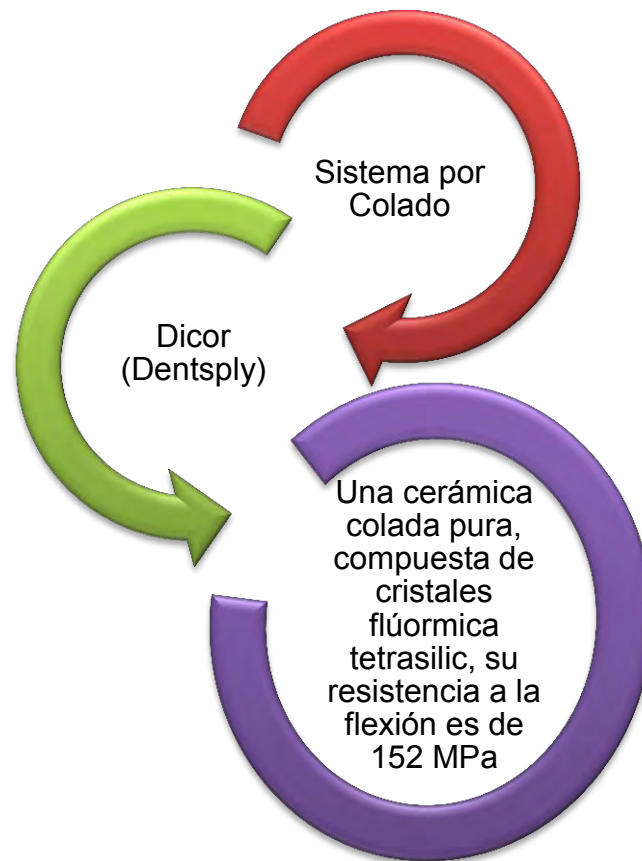 Sistema por
Colado
Dicor
(Dentsply)
Una cerámica
colada pura,
compuesta de
cristales
flúormica
tetrasilic, su
resistencia a la
flexión es de
152 MPa